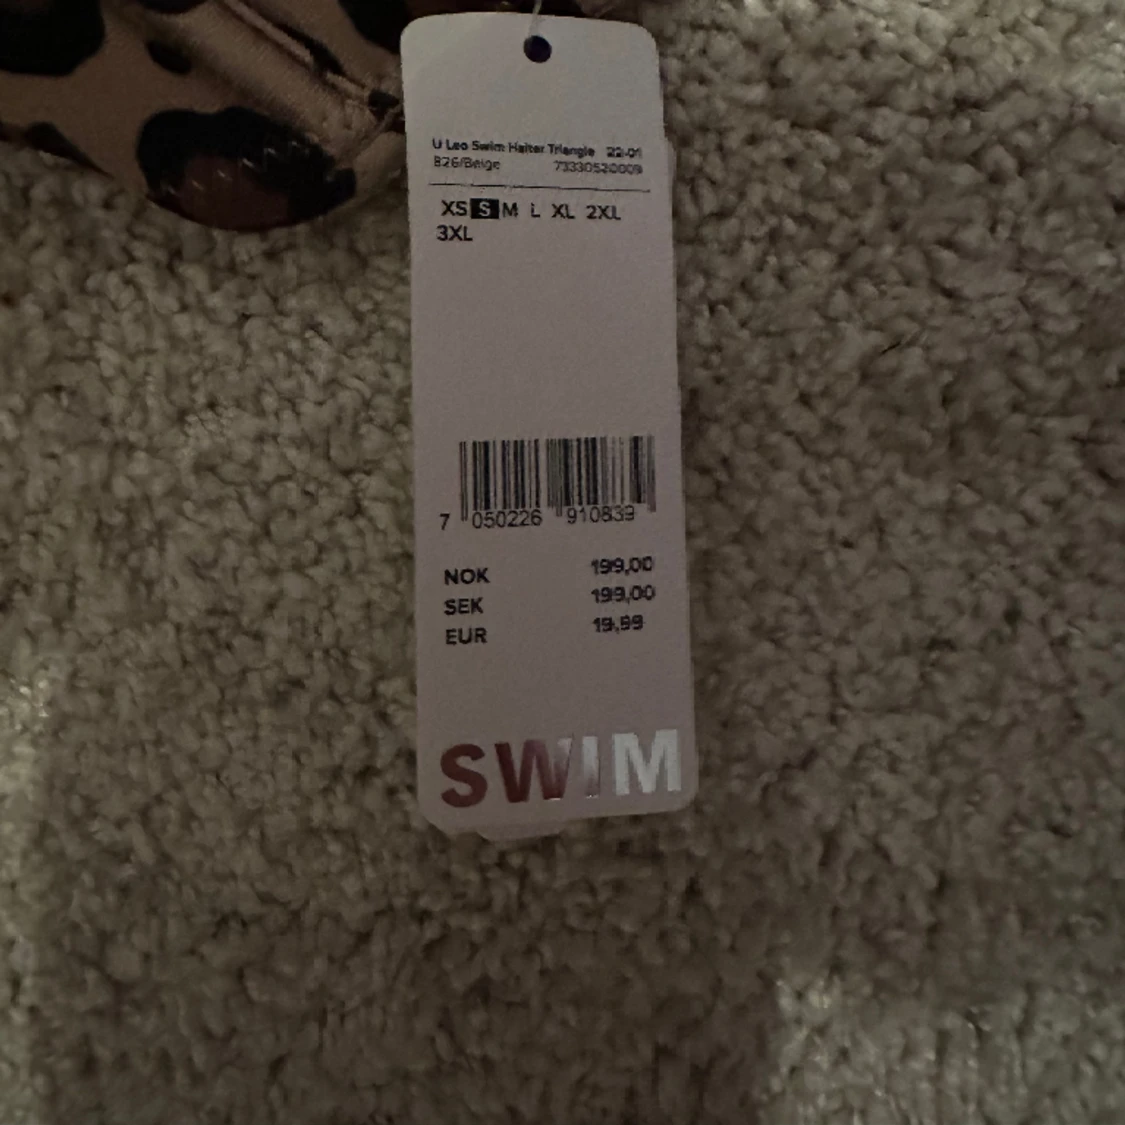 U Leo Swim Halter Triangle 22-01
826/Beige 73330520009
XS S M L XL 2XL
3XL
7 050226 910839
NOK 199,00
SEK 199,00
EUR 19,99
SWIM